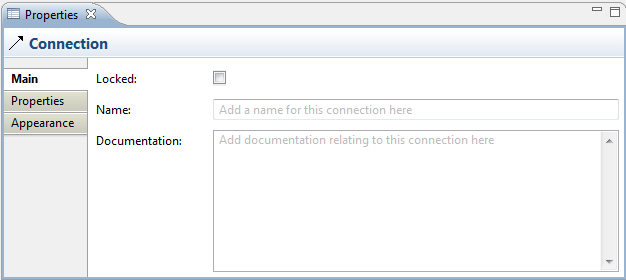 Properties
Connection
Main
Locked:
Properties
Name:
Add a name for this connection here
Appearance
Documentation:
Add documentation relating to this connection here